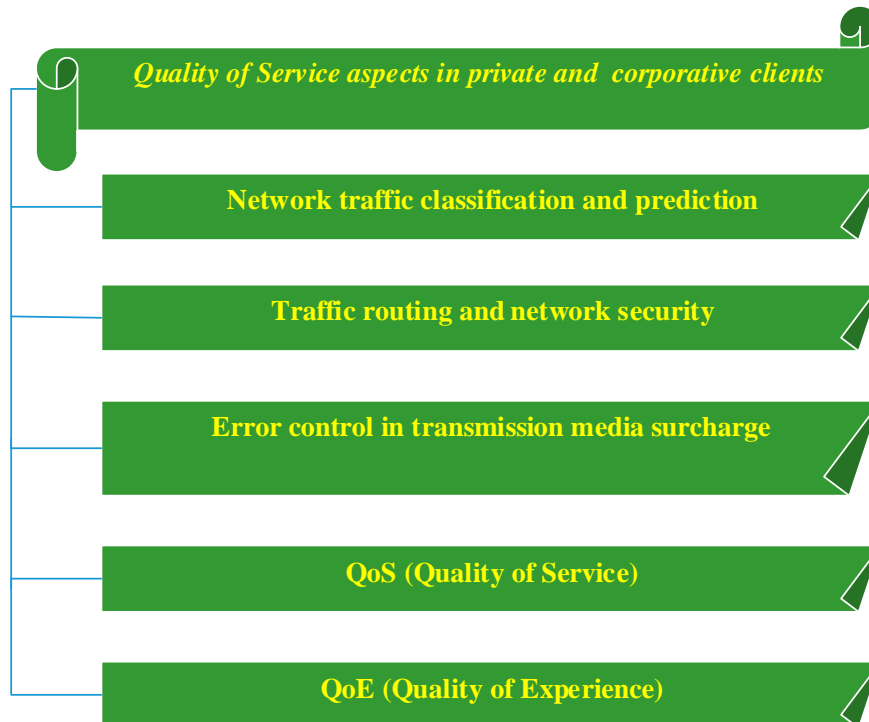 Quality of Service aspects in private and corporative clients
Network traffic classification and prediction
Traffic routing and network security
Error control in transmission media surcharge
QoS (Quality of Service)
QoE (Quality of Experience)